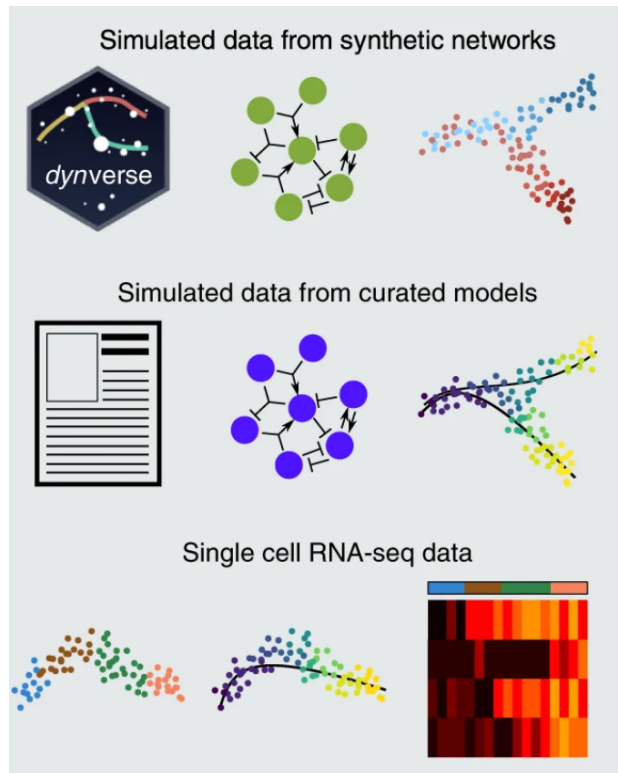 Simulated data from synthetic networks
dynverse
Simulated data from curated models
Single cell RNA-seq data